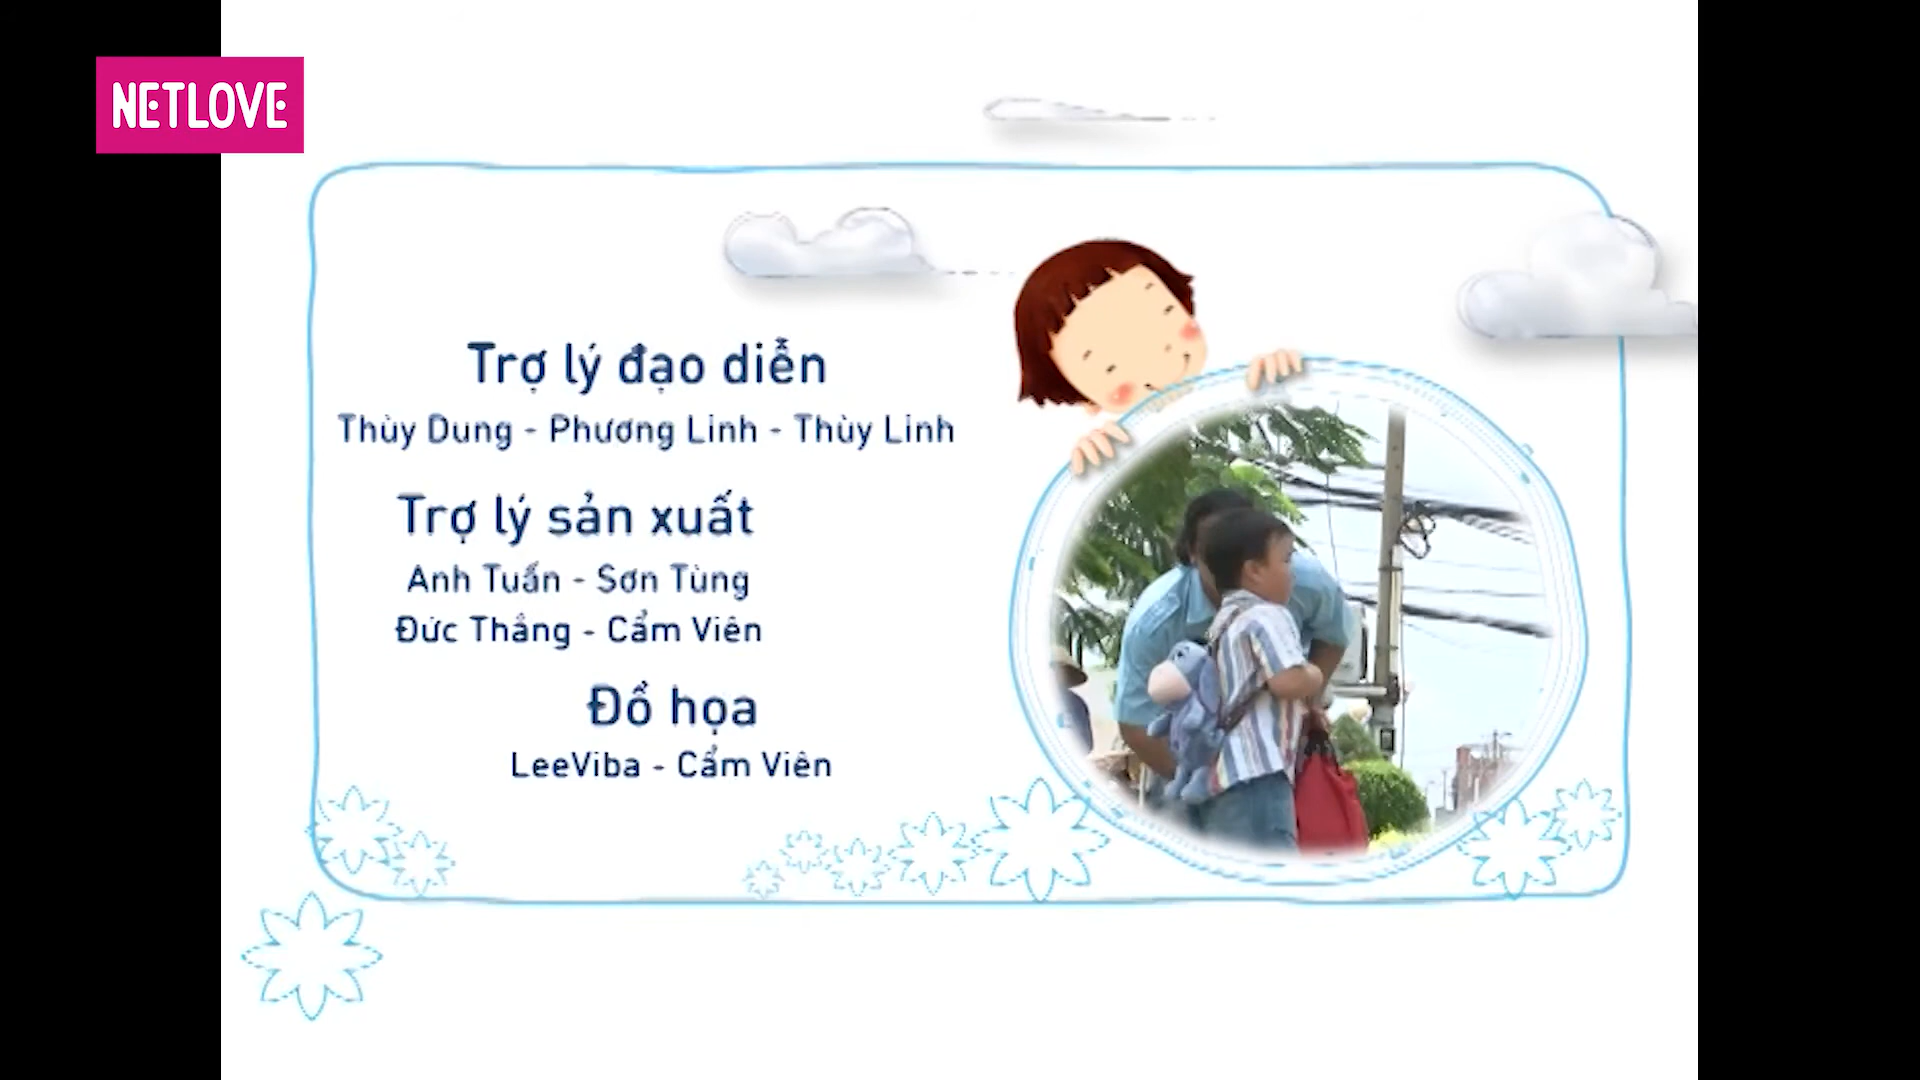 NETLOVE
Trợ lý đạo diễn
Thùy Dung - Phương Linh - Thùy Linh
Trợ lý sản xuất
Anh Tuấn - Sơn Tùng
Đức Thắng - Cẩm Viên
Đồ họa
LeeViba - Cẩm Viên